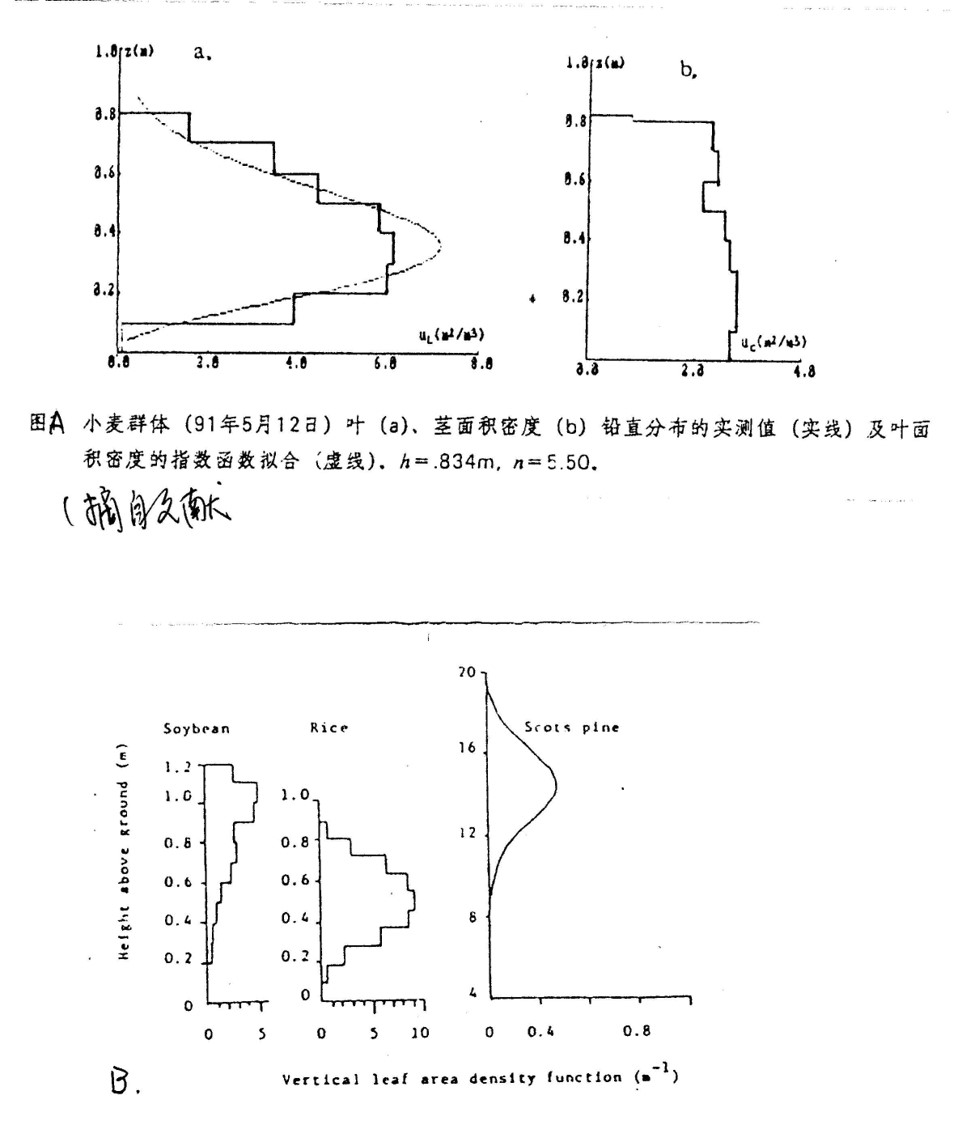 1.0 z(m) a.
0.8
0.6
0.4
0.2
u_L(m²/m3)
0.0 2.0 4.0 6.0 8.0
1.0 z(m) b.
0.8
0.6
0.4
0.2
u_c(m²/m3)
0.0 2.0 4.0
图A 小麦群体 (91年5月12日) 叶 (a)、茎面积密度 (b) 铅直分布的实测值 (实线) 及叶面
积密度的指数函数拟合 (虚线). h=.834m, n=5.50.
(摘自文献
Soybean
Height above ground (m)
1.2
1.0
0.8
0.6
0.4
0.2
0
0 5
Rice
1.0
0.8
0.6
0.4
0.2
0
0 5 10
Scots pine
20
16
12
8
4
0 0.4 0.8
B.
Vertical leaf area density function (m⁻¹)